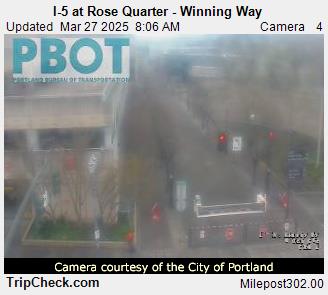 I-5 at Rose Quarter - Winning Way
Updated Mar 27 2025 8:06 AM Camera 4
PBOT
PORTLAND BUREAU OF TRANSPORTATION
Camera courtesy of the City of Portland
TripCheck.com Milepost302.00